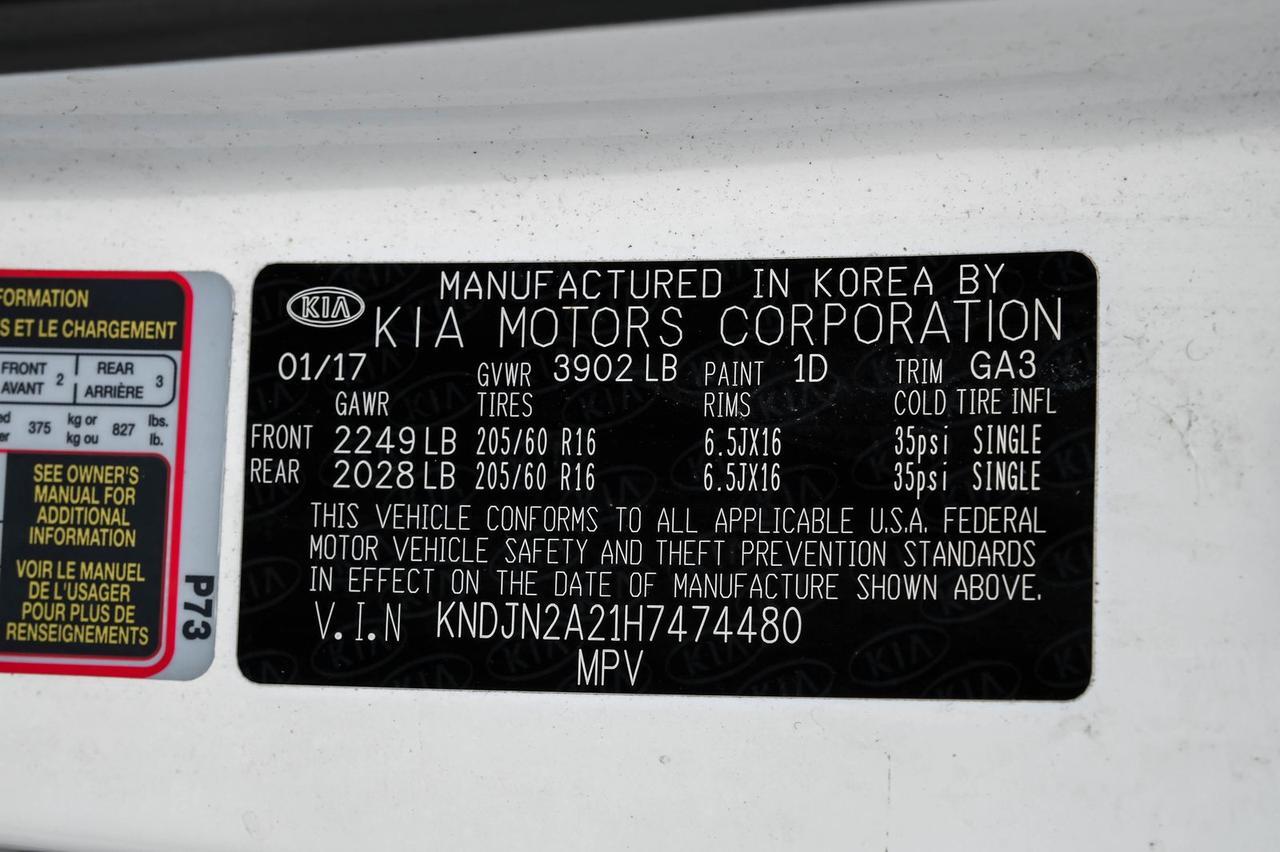 FORMATION
S ET LE CHARGEMENT
FRONT AVANT 2 REAR ARRIÈRE 3
375 kg or kg ou 827 lbs. lb.
SEE OWNER'S
MANUAL FOR
ADDITIONAL
INFORMATION
VOIR LE MANUEL
DE L'USAGER
POUR PLUS DE
RENSEIGNEMENTS
P73
KIA
MANUFACTURED IN KOREA BY
KIA MOTORS CORPORATION
01/17 GVWR 3902 LB PAINT 1D TRIM GA3
GAWR TIRES RIMS COLD TIRE INFL
FRONT 2249 LB 205/60 R16 6.5JX16 35psi SINGLE
REAR 2028 LB 205/60 R16 6.5JX16 35psi SINGLE
THIS VEHICLE CONFORMS TO ALL APPLICABLE U.S.A. FEDERAL
MOTOR VEHICLE SAFETY AND THEFT PREVENTION STANDARDS
IN EFFECT ON THE DATE OF MANUFACTURE SHOWN ABOVE.
V.I.N KNDJN2A21H7474480
MPV